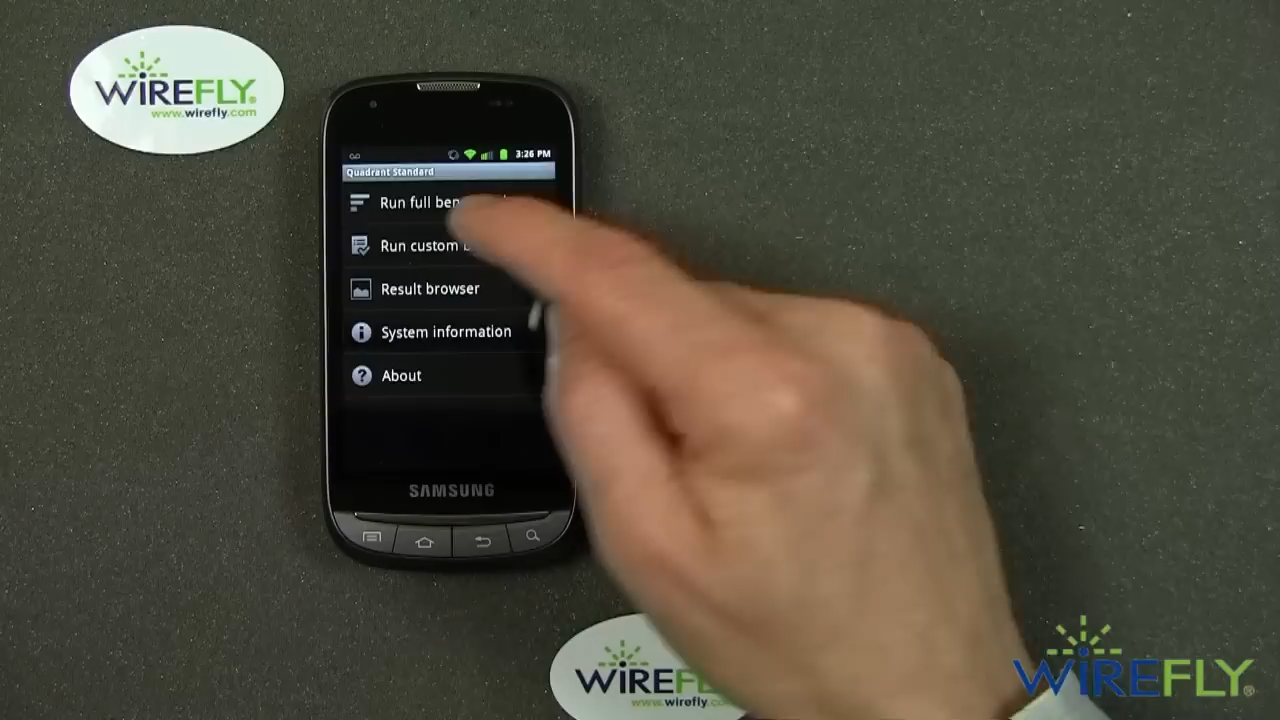 WIREFLY.
www.wirefly.com
3:26 PM
Quadrant Standard
Run full
Run custom
Result browser
System information
About
SAMSUNG
WIREFLY
www.wirefly.com
WIREFLY®